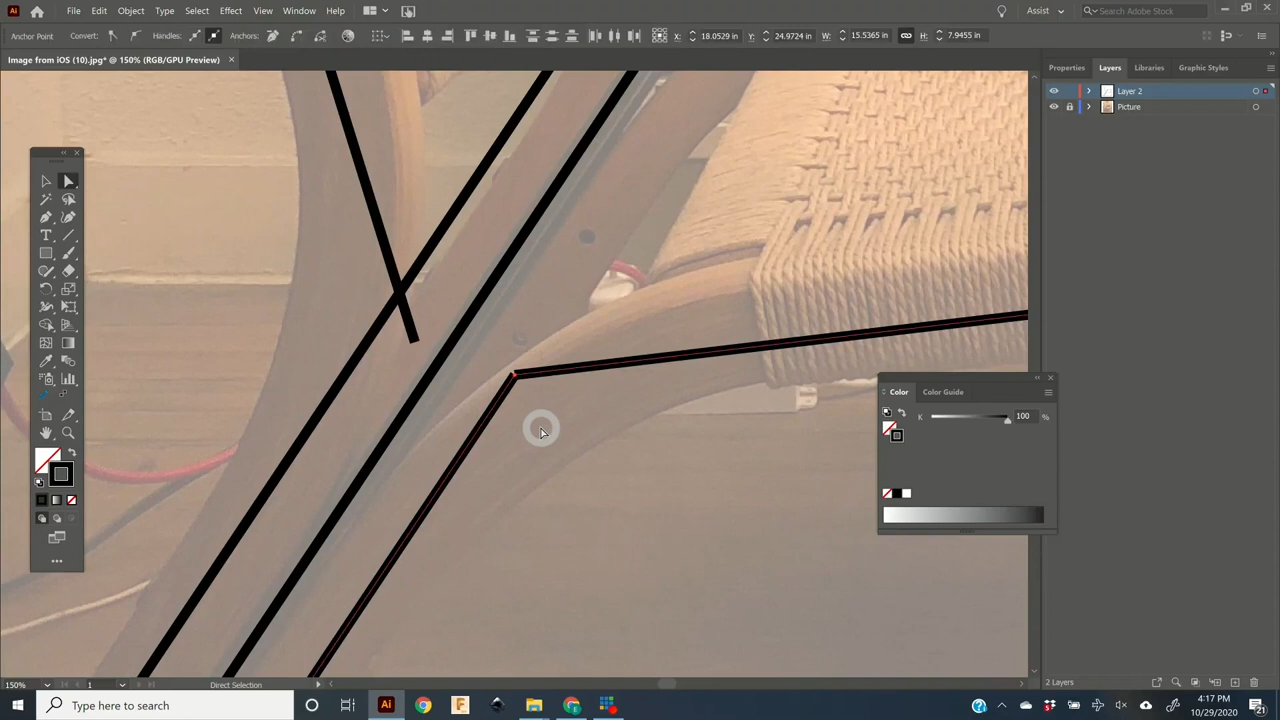 Ai File Edit Object Type Select Effect View Window Help Assist Search Adobe Stock
Anchor Point Convert: Handles: Anchors: X: 18.0529 in Y: 24.9724 in W: 15.5365 in H: 7.9455 in
Image from iOS (10).jpg* @ 150% (RGB/GPU Preview)
Properties Layers Libraries Graphic Styles
Layer 2
Picture
Color Color Guide
K 100 %
2 Layers
150% 1 Direct Selection
Type here to search
Ai
F
4:17 PM
10/29/2020
21